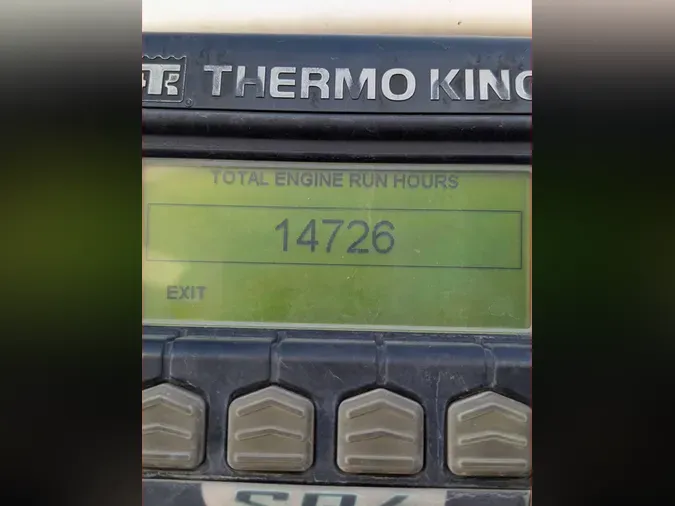 THERMO KING
TOTAL ENGINE RUN HOURS
14726
EXIT